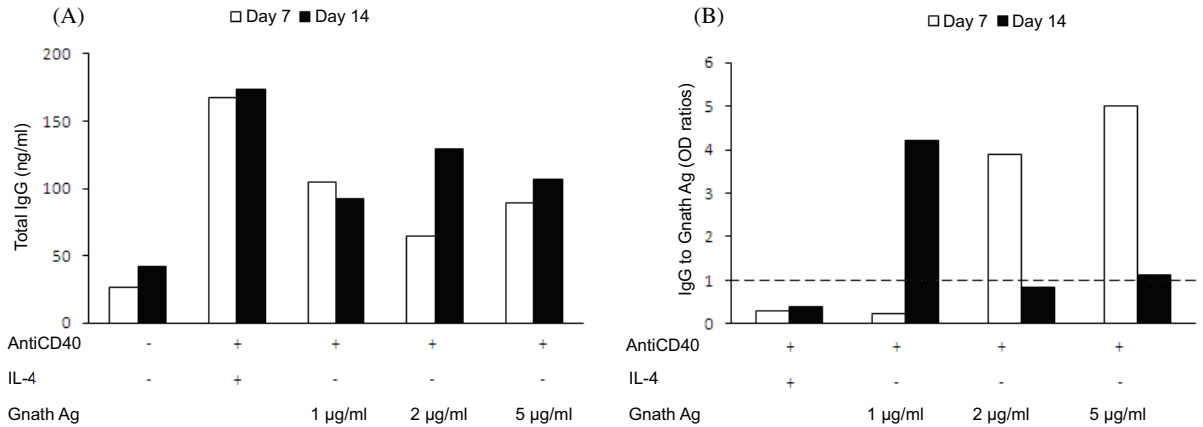 (A)
□ Day 7 ■ Day 14
Total IgG (ng/ml)
200
150
100
50
0
AntiCD40 - + + + +
IL-4 - + - - -
Gnath Ag 1 µg/ml 2 µg/ml 5 µg/ml
(B)
□ Day 7 ■ Day 14
IgG to Gnath Ag (OD ratios)
6
5
4
3
2
1
0
AntiCD40 + + + +
IL-4 + - - -
Gnath Ag 1 µg/ml 2 µg/ml 5 µg/ml